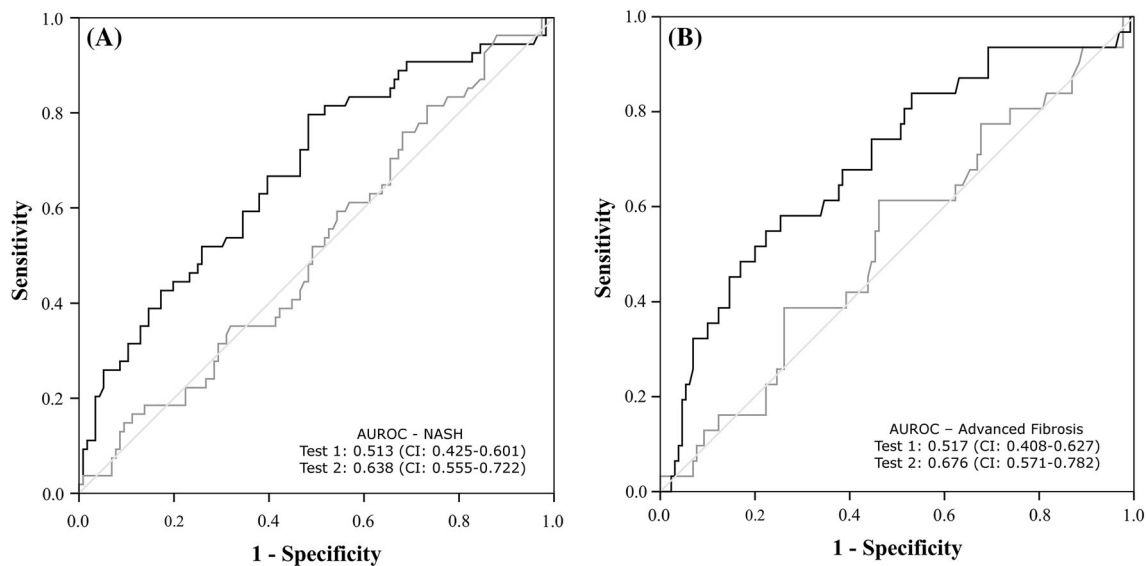 (A)
1.0
0.8
0.6
0.4
0.2
0.0
Sensitivity
AUROC - NASH
Test 1: 0.513 (CI: 0.425-0.601)
Test 2: 0.638 (CI: 0.555-0.722)
0.0 0.2 0.4 0.6 0.8 1.0
1 - Specificity
(B)
1.0
0.8
0.6
0.4
0.2
0.0
Sensitivity
AUROC – Advanced Fibrosis
Test 1: 0.517 (CI: 0.408-0.627)
Test 2: 0.676 (CI: 0.571-0.782)
0.0 0.2 0.4 0.6 0.8 1.0
1 - Specificity